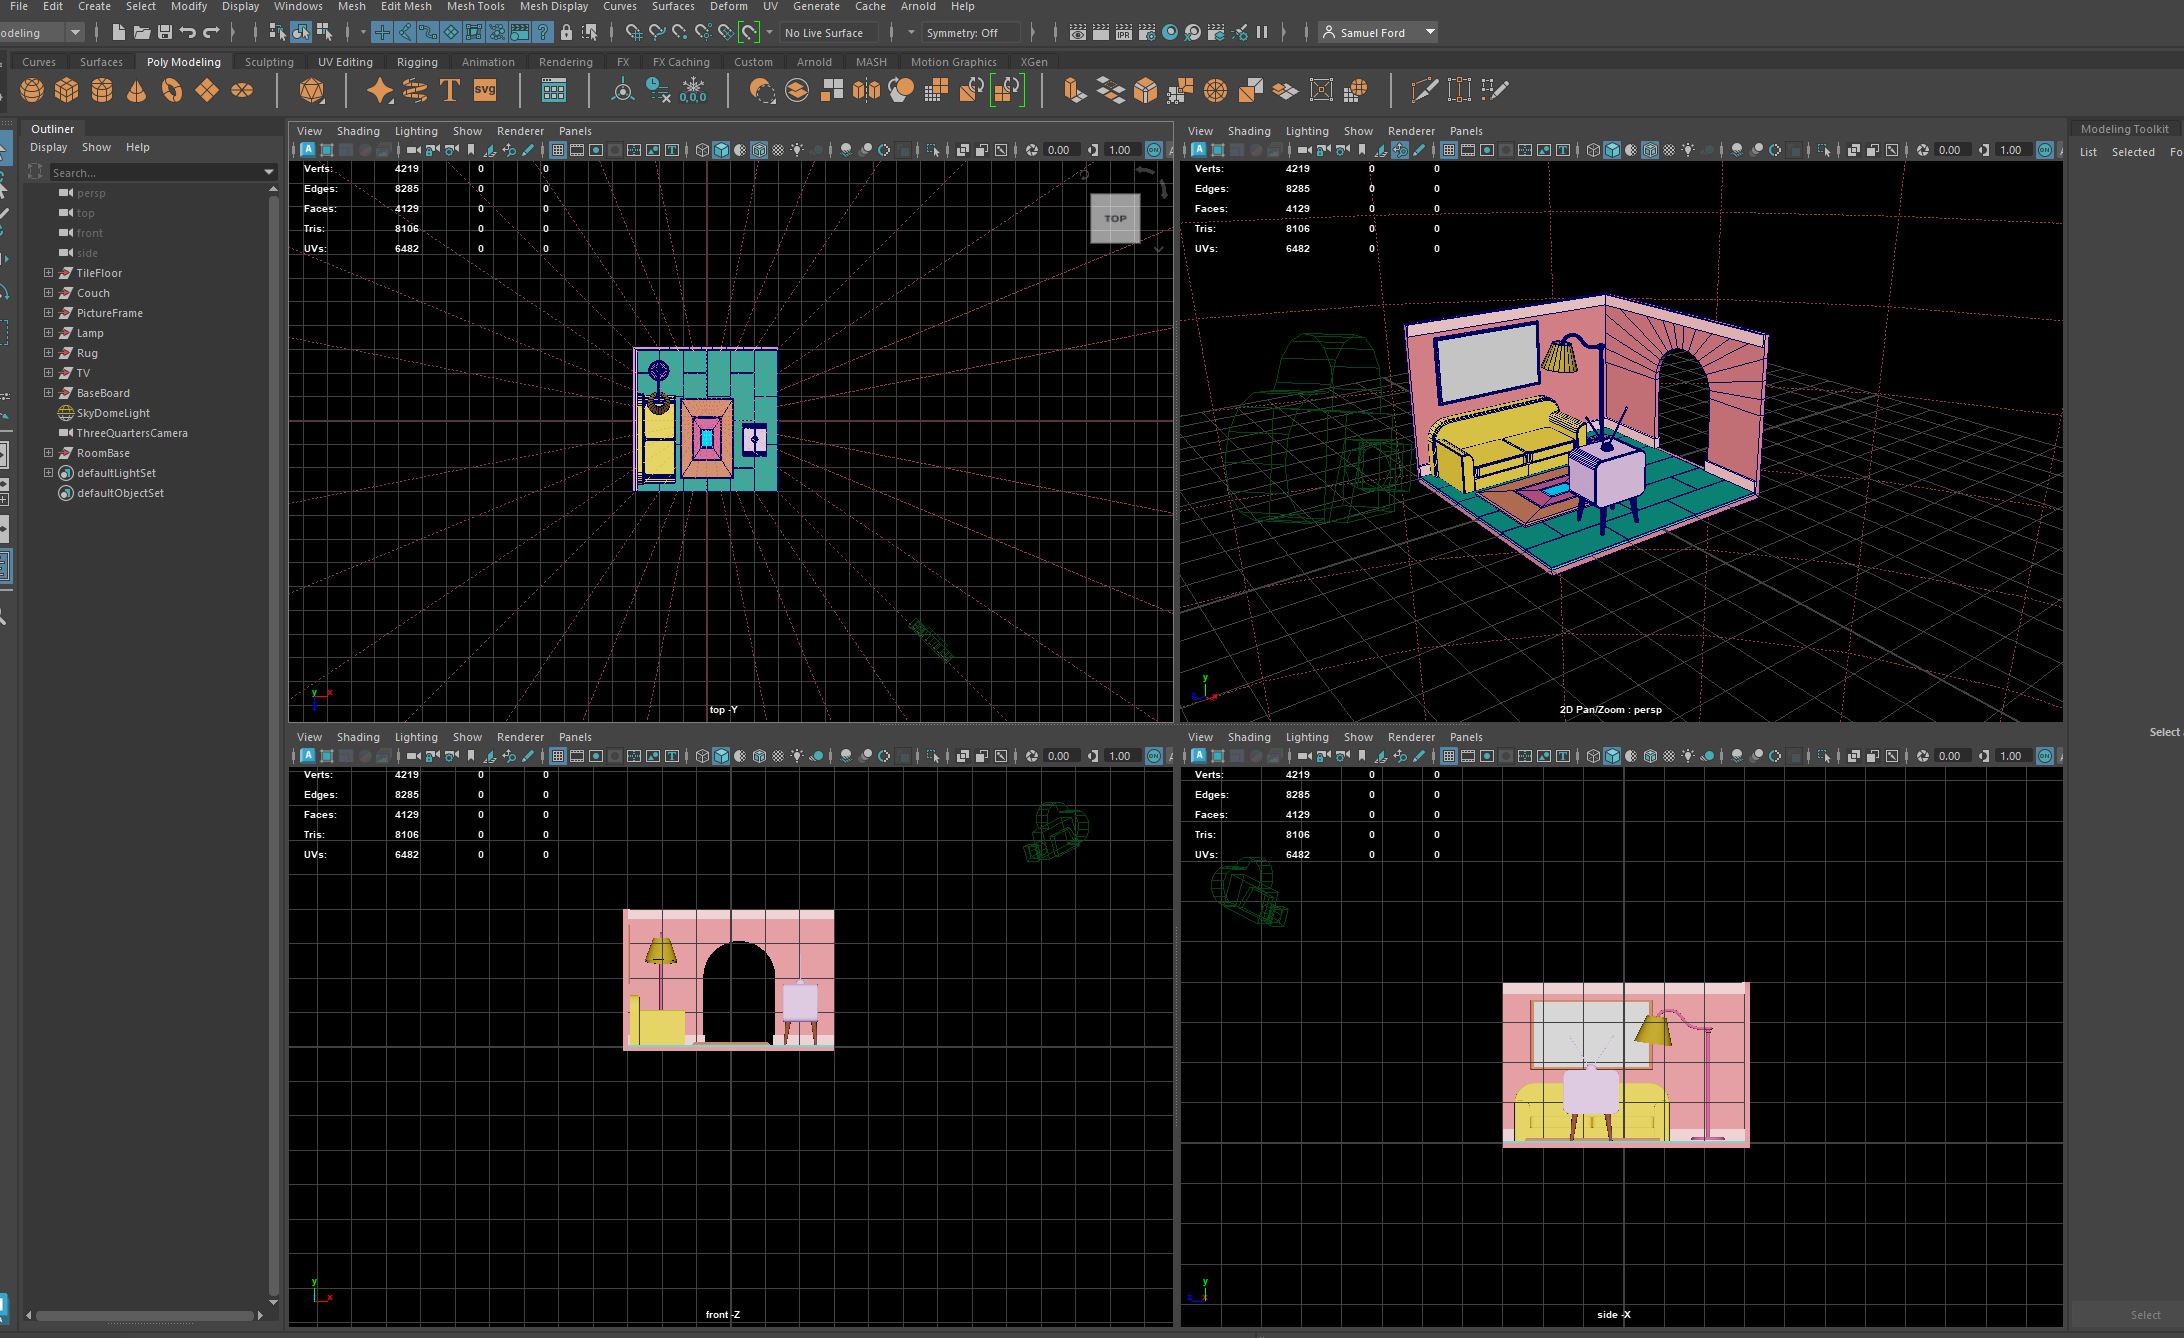 File Edit Create Select Modify Display Windows Mesh Edit Mesh Mesh Tools Mesh Display Curves Surfaces Deform UV Generate Cache Arnold Help
odeling No Live Surface Symmetry: Off IPR Samuel Ford
Curves Surfaces Poly Modeling Sculpting UV Editing Rigging Animation Rendering FX FX Caching Custom Arnold MASH Motion Graphics XGen
T svg 0,0,0
Outliner
Display Show Help
Search...
persp
top
front
side
TileFloor
Couch
PictureFrame
Lamp
Rug
TV
BaseBoard
SkyDomeLight
ThreeQuartersCamera
RoomBase
defaultLightSet
defaultObjectSet
View Shading Lighting Show Renderer Panels
0.00 1.00
Verts: 4219 0 0
Edges: 8285 0 0
Faces: 4129 0 0
Tris: 8106 0 0
UVs: 6482 0 0
TOP
y x
top -Y
View Shading Lighting Show Renderer Panels
0.00 1.00
Verts: 4219 0 0
Edges: 8285 0 0
Faces: 4129 0 0
Tris: 8106 0 0
UVs: 6482 0 0
y
2D Pan/Zoom : persp
View Shading Lighting Show Renderer Panels
0.00 1.00
Verts: 4219 0 0
Edges: 8285 0 0
Faces: 4129 0 0
Tris: 8106 0 0
UVs: 6482 0 0
y
x
front -Z
View Shading Lighting Show Renderer Panels
0.00 1.00
Verts: 4219 0 0
Edges: 8285 0 0
Faces: 4129 0 0
Tris: 8106 0 0
UVs: 6482 0 0
y
side -X
Modeling Toolkit
List Selected Fo
Select
Select